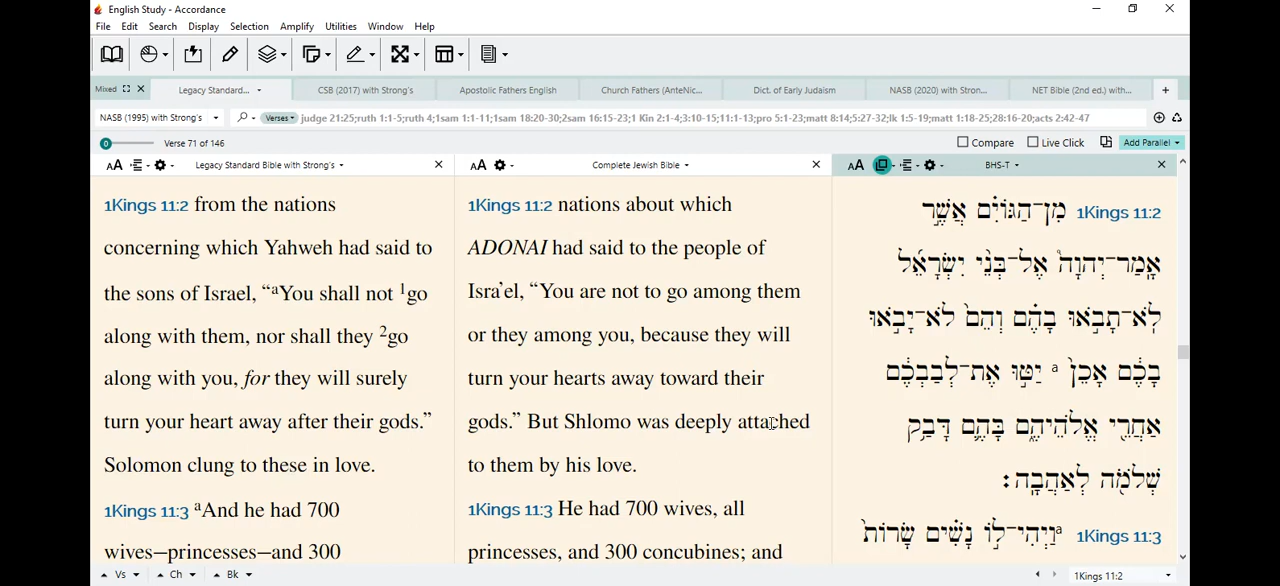 English Study - Accordance
File Edit Search Display Selection Amplify Utilities Window Help
Mixed Legacy Standard... CSB (2017) with Strong's Apostolic Fathers English Church Fathers (AnteNic... Dict. of Early Judaism NASB (2020) with Stron... NET Bible (2nd ed.) with... +
NASB (1995) with Strong's Verses judge 21:25;ruth 1:1-5;ruth 4;1sam 1:1-11;1sam 18:20-30;2sam 16:15-23;1 Kin 2:1-4;3:10-15;11:1-13;pro 5:1-23;matt 8:14;5:27-32;lk 1:5-19;matt 1:18-25;28:16-20;acts 2:42-47
0 Verse 71 of 146 Compare Live Click Add Parallel
AA Legacy Standard Bible with Strong's
1Kings 11:2 from the nations
concerning which Yahweh had said to
the sons of Israel, “ᵃYou shall not ¹go
along with them, nor shall they ²go
along with you, for they will surely
turn your heart away after their gods.”
Solomon clung to these in love.
1Kings 11:3 ᵃAnd he had 700
wives—princesses—and 300
AA Complete Jewish Bible
1Kings 11:2 nations about which
ADONAI had said to the people of
Isra’el, “You are not to go among them
or they among you, because they will
turn your hearts away toward their
gods.” But Shlomo was deeply attached
to them by his love.
1Kings 11:3 He had 700 wives, all
princesses, and 300 concubines; and
AA BHS-T
1Kings 11:2 מִן־הַגּוֹיִ֗ם אֲשֶׁ֣ר
אָֽמַר־יְהוָה֩ אֶל־בְּנֵ֨י יִשְׂרָאֵ֜ל
לֹֽא־תָבֹ֣אוּ בָהֶ֗ם וְהֵם֙ לֹא־יָבֹ֣אוּ
בָכֶ֔ם אָכֵן֙ ᵃ יַטּ֣וּ אֶת־לְבַבְכֶ֔ם
אַחֲרֵ֖י אֱלֹהֵיהֶ֑ם בָּהֶ֛ם דָּבַ֥ק
שְׁלֹמֹ֖ה לְאַהֲבָֽה׃
1Kings 11:3 ᵃוַיְהִי־ל֣וֹ נָשִׁ֗ים שָׂרוֹת֙
Vs Ch Bk 1Kings 11:2